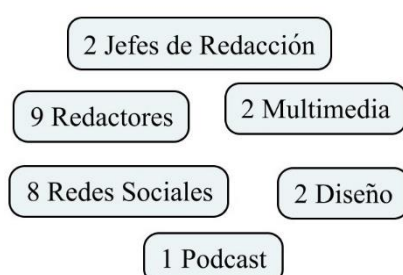 2 Jefes de Redacción
9 Redactores
2 Multimedia
8 Redes Sociales
2 Diseño
1 Podcast